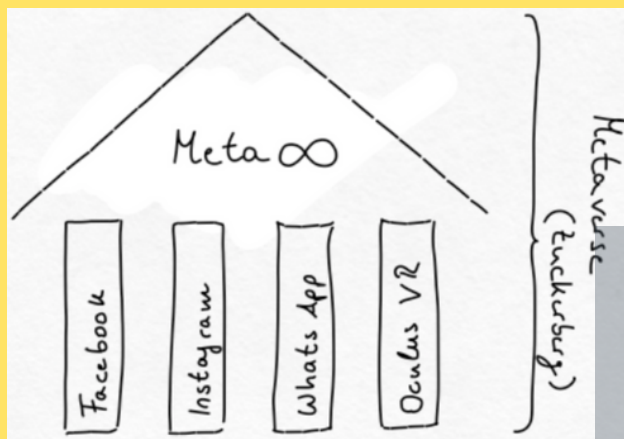 Meta ∞
Facebook
Instagram
Whats App
Oculus VR
Metaverse
(Zuckerberg)